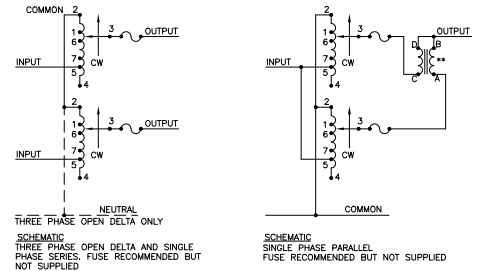 COMMON 2
1
6
3
OUTPUT
INPUT
7
5
CW
4
2
1
6
3
OUTPUT
INPUT
7
5
CW
4
NEUTRAL
THREE PHASE OPEN DELTA ONLY
SCHEMATIC
THREE PHASE OPEN DELTA AND SINGLE
PHASE SERIES. FUSE RECOMMENDED BUT
NOT SUPPLIED
2
1
6
3
OUTPUT
D B
**
C A
INPUT
7
5
CW
4
2
1
6
3
7
5
CW
4
COMMON
SCHEMATIC
SINGLE PHASE PARALLEL
FUSE RECOMMENDED BUT NOT SUPPLIED